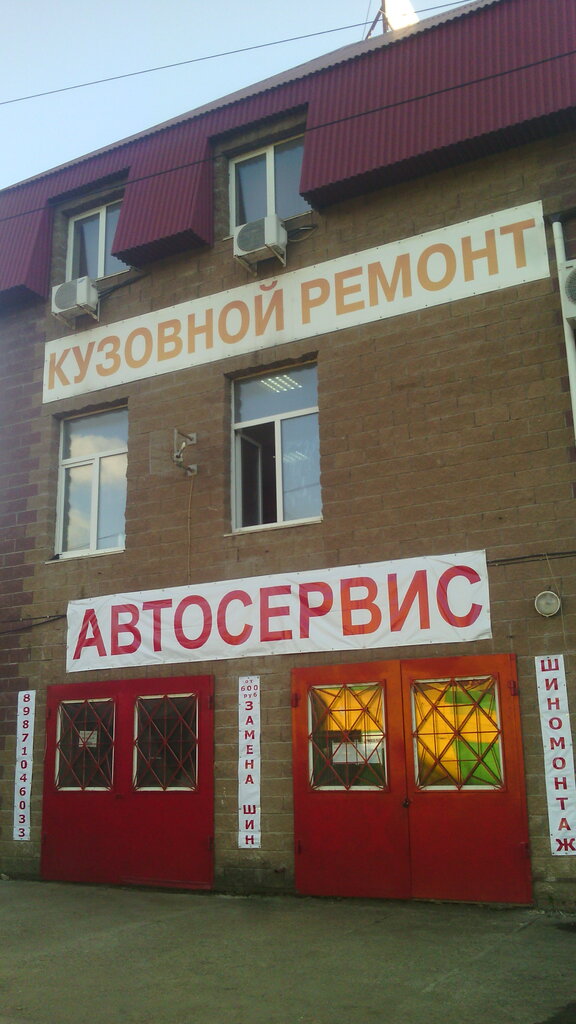 КУЗОВНОЙ РЕМОНТ
АВТОСЕРВИС
89871046033
от
600
руб
ЗАМЕНА ШИН
ШИНОМОНТАЖ